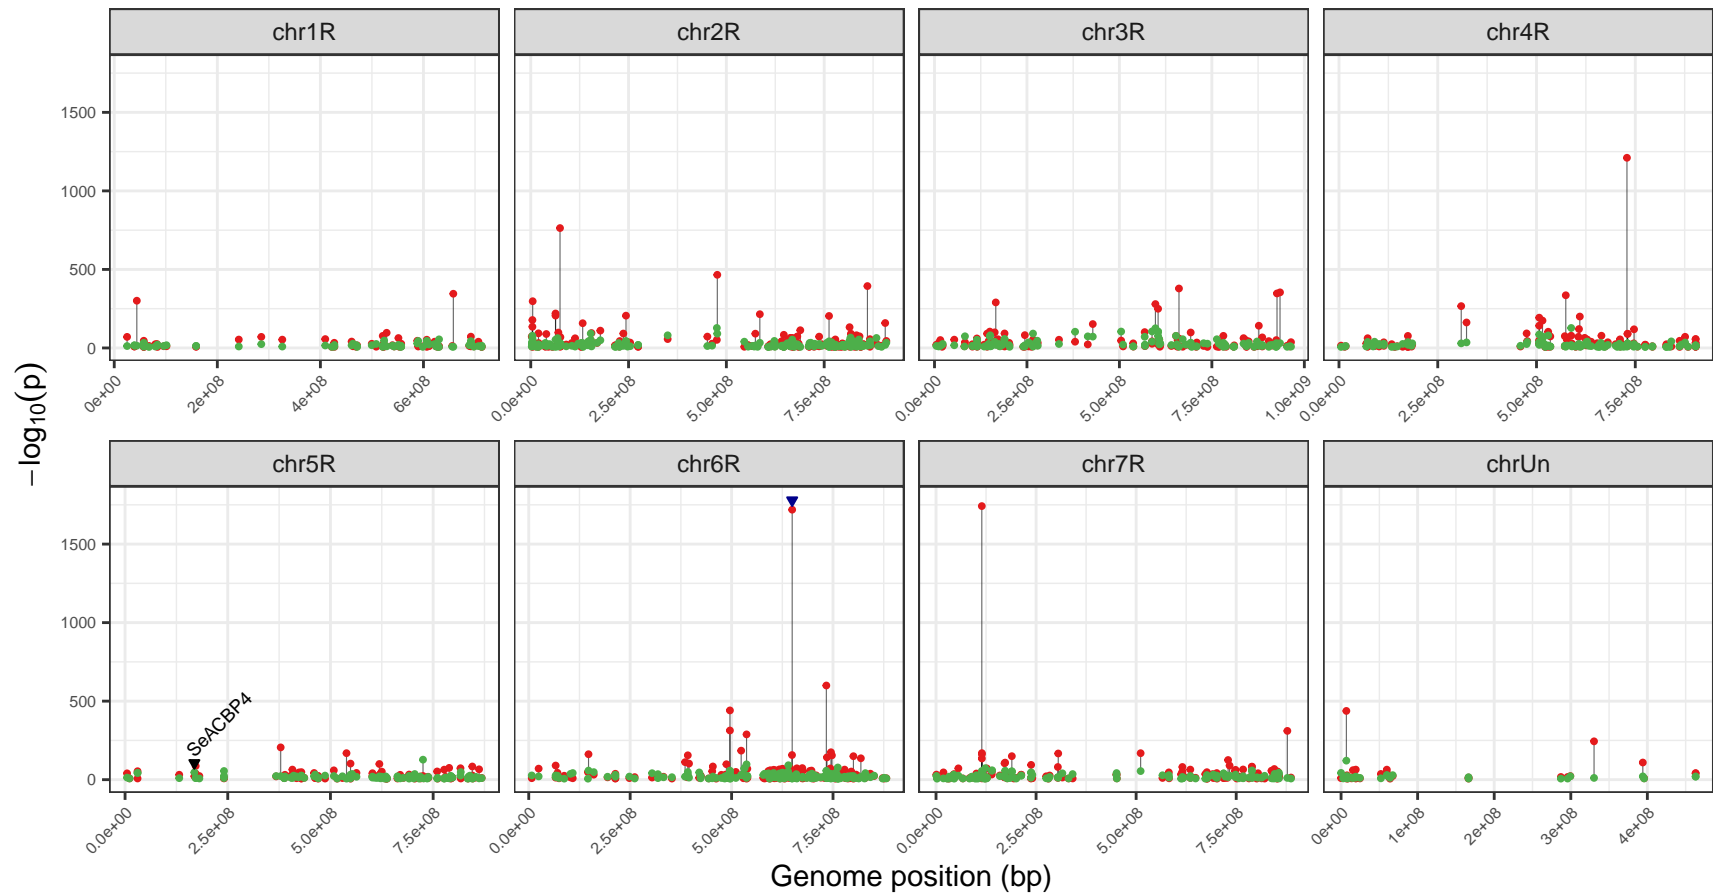 chr1R chr2R chr3R chr4R
1500
1000
500
0
0e+00 2e+08 4e+08 6e+08 0.0e+00 2.5e+08 5.0e+08 7.5e+08 0.0e+00 2.5e+08 5.0e+08 7.5e+08 1.0e+09 0.0e+00 2.5e+08 5.0e+08 7.5e+08
−log10(p)
chr5R chr6R chr7R chrUn
1500
1000
500
SeACBP4
0
0.0e+00 2.5e+08 5.0e+08 7.5e+08 0.0e+00 2.5e+08 5.0e+08 7.5e+08 0.0e+00 2.5e+08 5.0e+08 7.5e+08 0e+00 1e+08 2e+08 3e+08 4e+08
Genome position (bp)